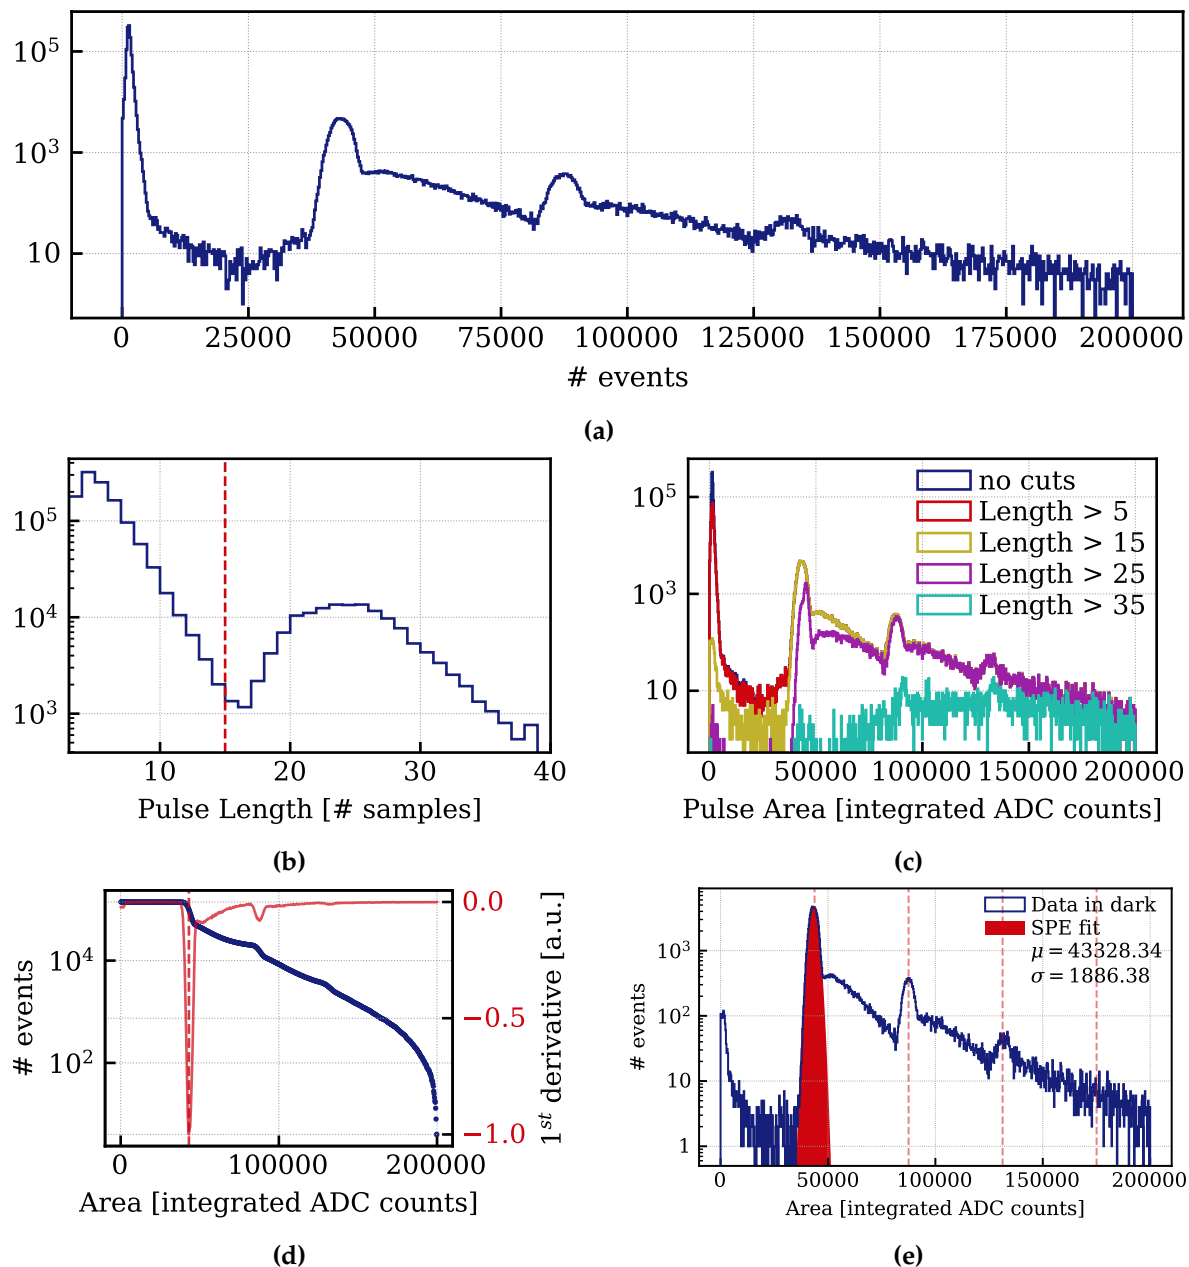 10^5
10^3
10
0 25000 50000 75000 100000 125000 150000 175000 200000
# events
(a)
10^5
10^4
10^3
10 20 30 40
Pulse Length [# samples]
(b)
no cuts
Length > 5
Length > 15
Length > 25
Length > 35
10^5
10^3
10
0 50000 100000 150000 200000
Pulse Area [integrated ADC counts]
(c)
# events
10^4
10^2
0.0
−0.5
−1.0
1^st derivative [a.u.]
0 100000 200000
Area [integrated ADC counts]
(d)
Data in dark
SPE fit
μ = 43328.34
σ = 1886.38
# events
10^3
10^2
10
1
0 50000 100000 150000 200000
Area [integrated ADC counts]
(e)